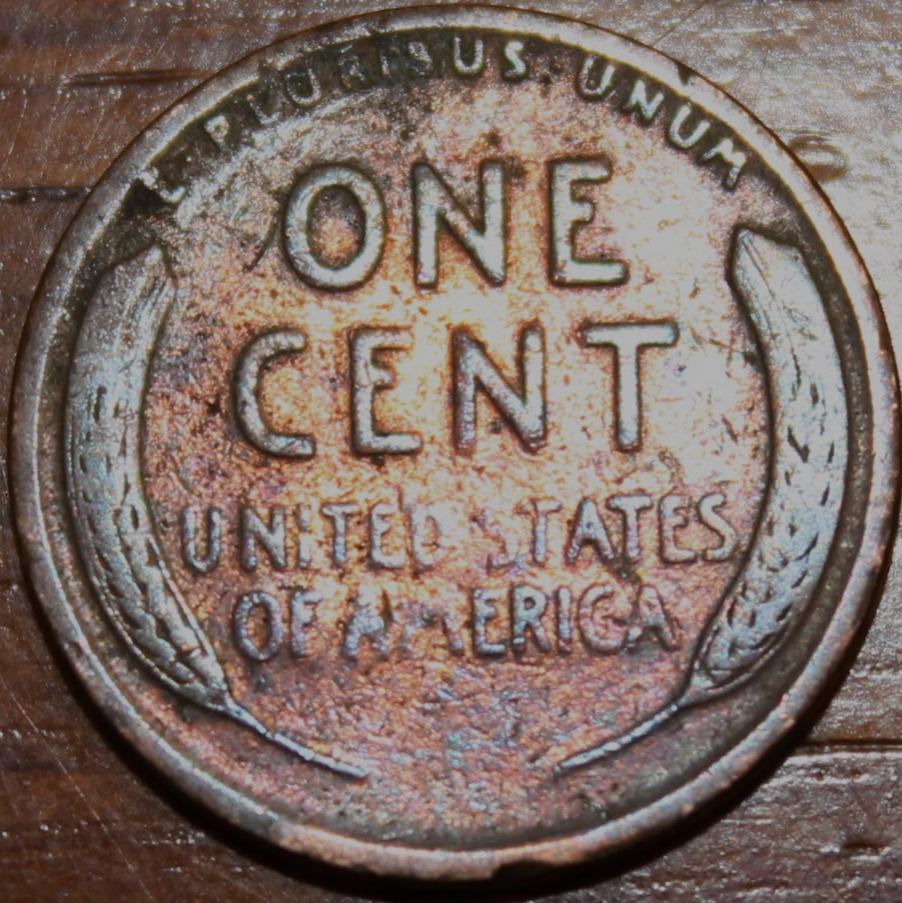 E PLURIBUS UNUM
ONE
CENT
UNITED STATES
OF AMERICA